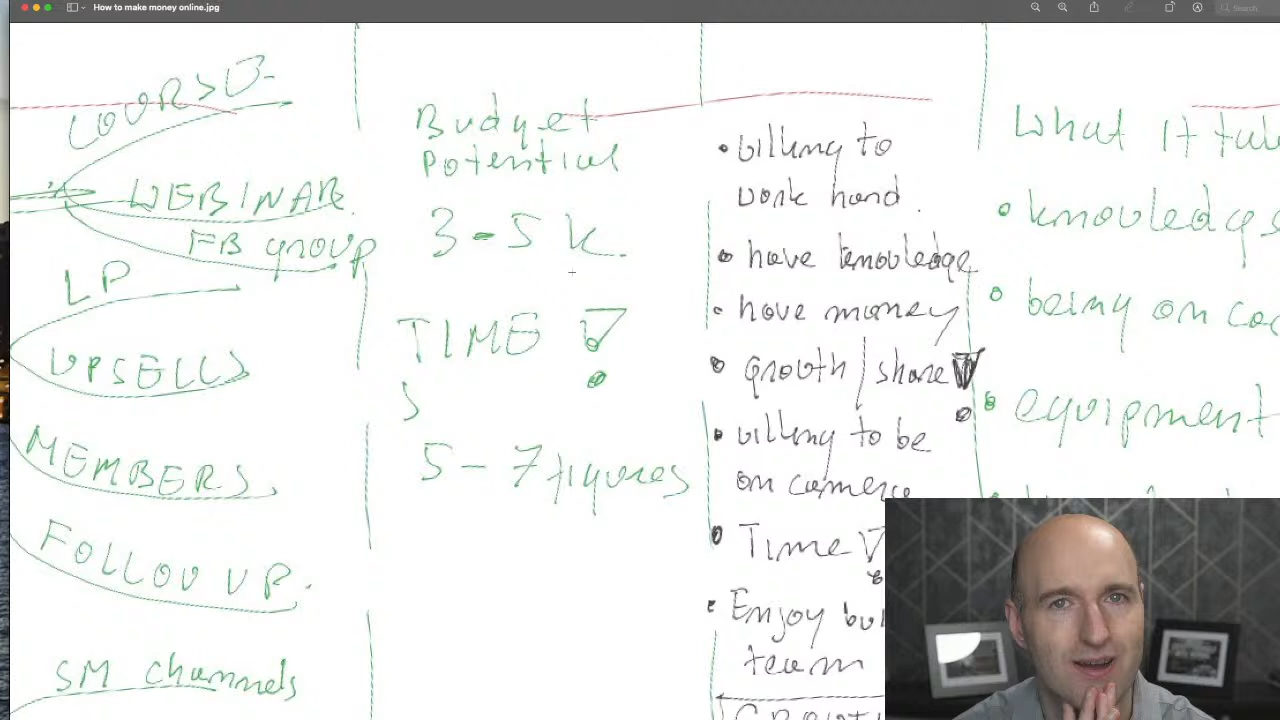 How to make money online.jpg
Search
COURSE
WEBINAR.
FB group
LP
UPSELLS
MEMBERS.
FOLLOW UP.
SM channels
Budget
Potential
3-5 k.
TIME !
5-7 figures
• willing to
work hard.
• have knowledge
• have money
• growth share!
• willing to be
on camera
• Time !
• Enjoy
team
What it
• knowledge
• being on
• equipment